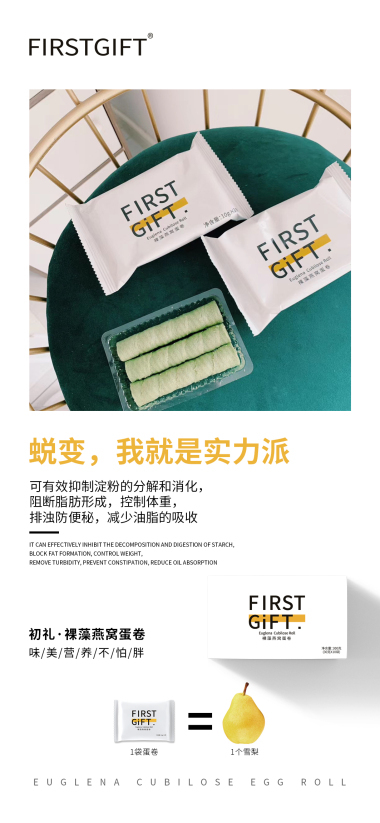 FIRSTGIFT®
FIRST
GiFT.
Euglena Cubilose Roll
裸藻燕窝蛋卷
FIRST
GiFT.
Euglena Cubilose Roll
裸藻燕窝蛋卷
蜕变，我就是实力派
可有效抑制淀粉的分解和消化，
阻断脂肪形成，控制体重，
排浊防便秘，减少油脂的吸收
IT CAN EFFECTIVELY INHIBIT THE DECOMPOSITION AND DIGESTION OF STARCH,
BLOCK FAT FORMATION, CONTROL WEIGHT,
REMOVE TURBIDITY, PREVENT CONSTIPATION, REDUCE OIL ABSORPTION
FIRST
GiFT.
Euglena Cubilose Roll
裸藻燕窝蛋卷
初礼·裸藻燕窝蛋卷
味/美/营/养/不/怕/胖
FIRST
GiFT.
=
1袋蛋卷
1个雪梨
EUGLENA CUBILOSE EGG ROLL